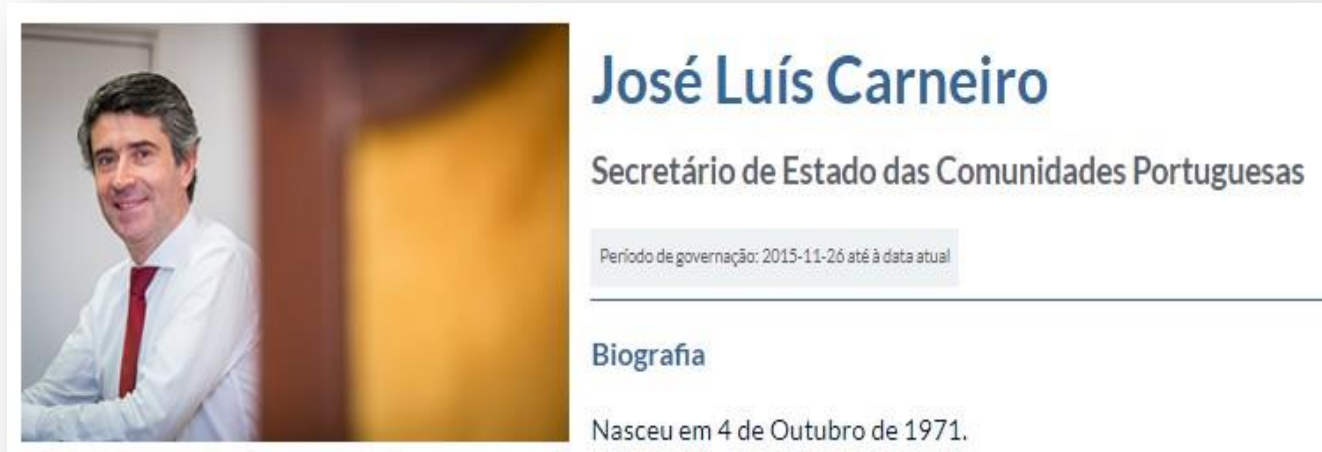 José Luís Carneiro
Secretário de Estado das Comunidades Portuguesas
Período de governação: 2015-11-26 até à data atual
Biografia
Nasceu em 4 de Outubro de 1971.